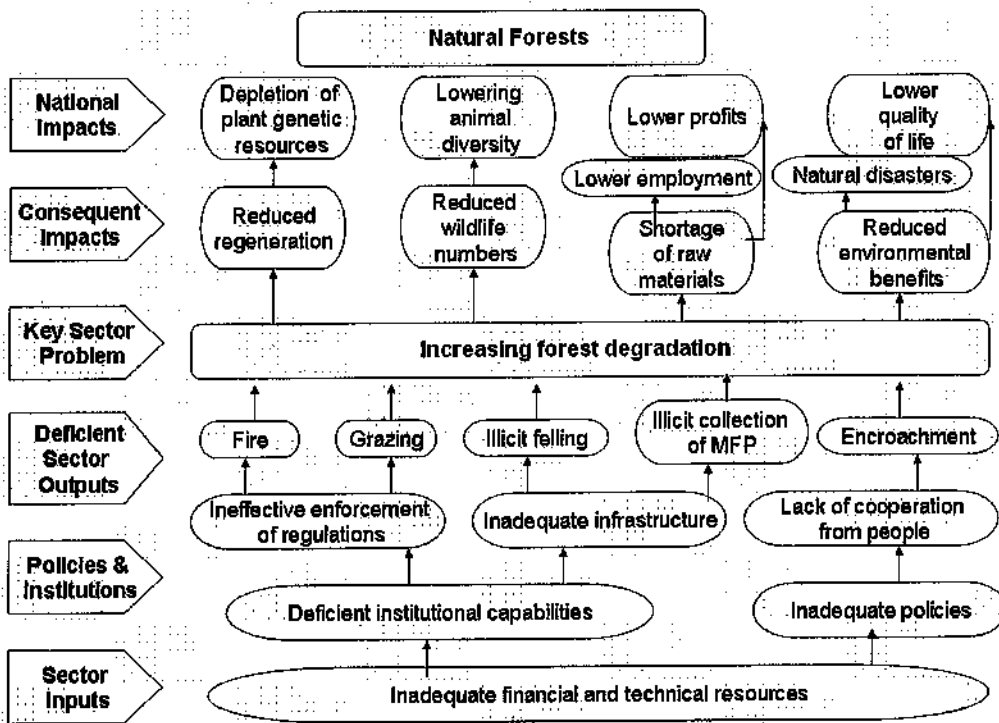 Natural Forests
National
Impacts
Depletion of
plant genetic
resources
Lowering
animal
diversity
Lower profits
Lower
quality
of life
Lower employment
Natural disasters
Consequent
Impacts
Reduced
regeneration
Reduced
wildlife
numbers
Shortage
of raw
materials
Reduced
environmental
benefits
Key Sector
Problem
Increasing forest degradation
Deficient
Sector
Outputs
Fire
Grazing
Illicit felling
Illicit collection
of MFP
Encroachment
Ineffective enforcement
of regulations
Inadequate infrastructure
Lack of cooperation
from people
Policies &
Institutions
Deficient institutional capabilities
Inadequate policies
Sector
Inputs
Inadequate financial and technical resources